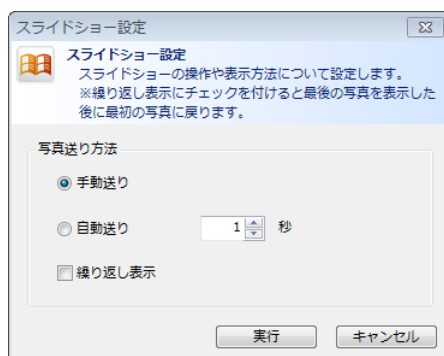 スライドショー設定
スライドショー設定
スライドショーの操作や表示方法について設定します。
※繰り返し表示にチェックを付けると最後の写真を表示した
後に最初の写真に戻ります。
写真送り方法
手動送り
自動送り 1 秒
繰り返し表示
実行 キャンセル